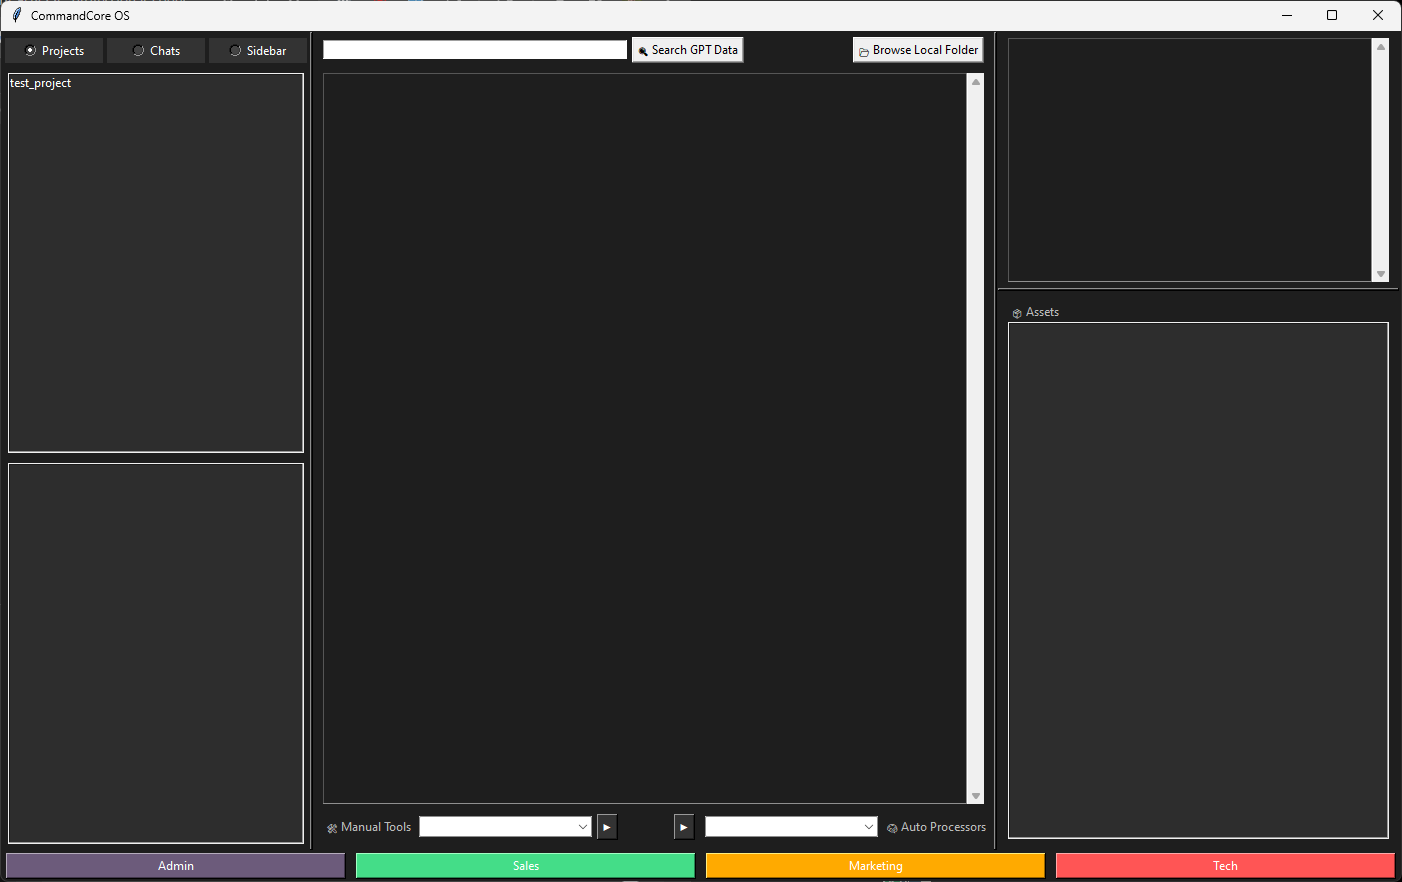 CommandCore OS
Projects
Chats
Sidebar
Search GPT Data
Browse Local Folder
test_project
Assets
Manual Tools
Auto Processors
Admin
Sales
Marketing
Tech